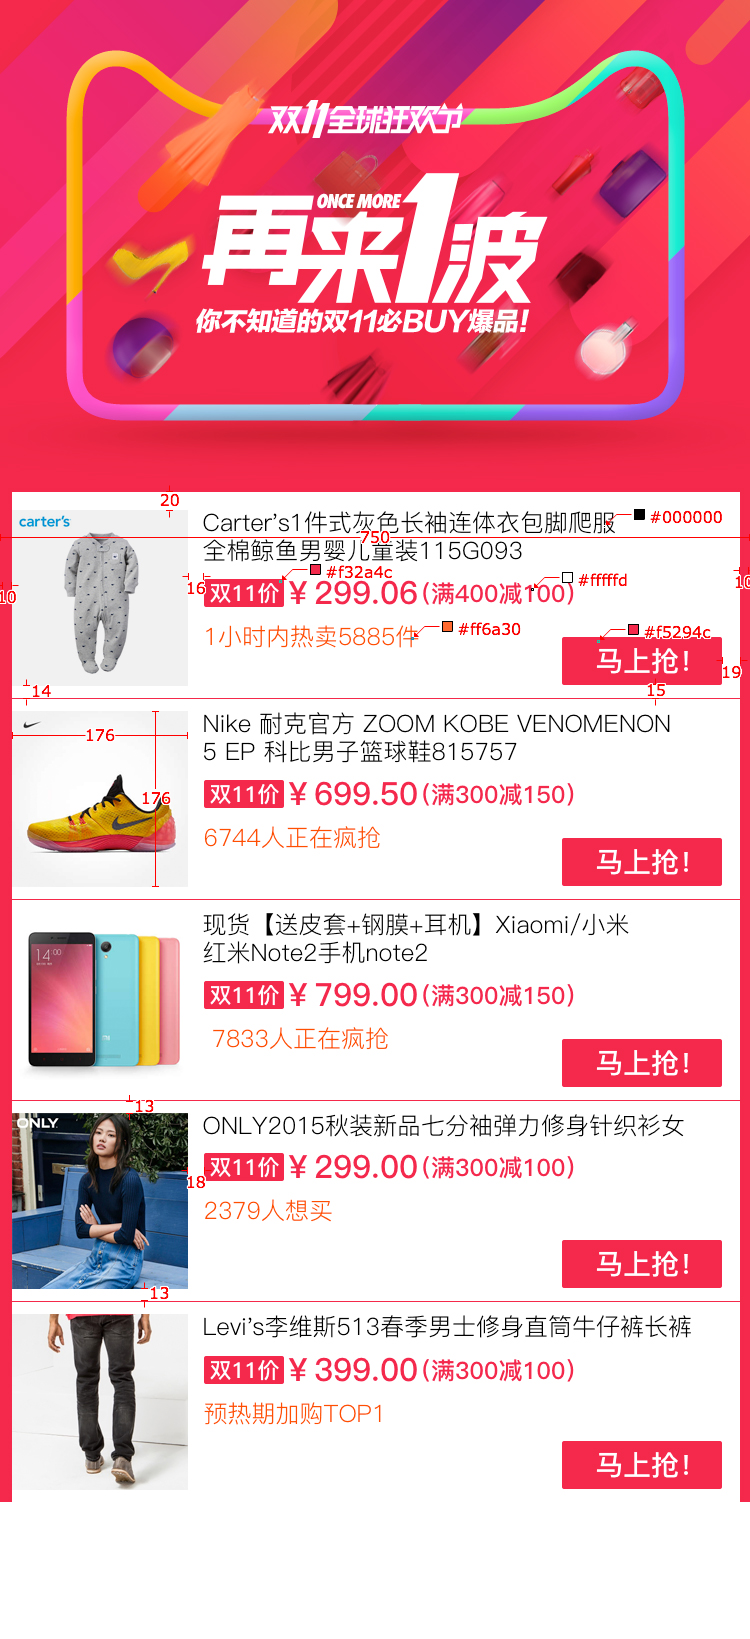 双11全球狂欢节
ONCE MORE
再来1波
你不知道的双11必BUY爆品!
20
carter's
Carter's1件式灰色长袖连体衣包脚爬服
#000000
750
全棉鲸鱼男婴儿童装115G093
#f32a4c
#fffffd
10
16
10
双11价 ¥ 299.06 (满400减100)
1小时内热卖5885件
#ff6a30
#f5294c
马上抢!
19
14
15
Nike 耐克官方 ZOOM KOBE VENOMENON
5 EP 科比男子篮球鞋815757
176
176
双11价 ¥ 699.50 (满300减150)
6744人正在疯抢
马上抢!
现货【送皮套+钢膜+耳机】Xiaomi/小米
红米Note2手机note2
14:00
双11价 ¥ 799.00 (满300减150)
7833人正在疯抢
马上抢!
13
ONLY
ONLY2015秋装新品七分袖弹力修身针织衫女
18
双11价 ¥ 299.00 (满300减100)
2379人想买
马上抢!
13
Levi's李维斯513春季男士修身直筒牛仔裤长裤
双11价 ¥ 399.00 (满300减100)
预热期加购TOP1
马上抢!